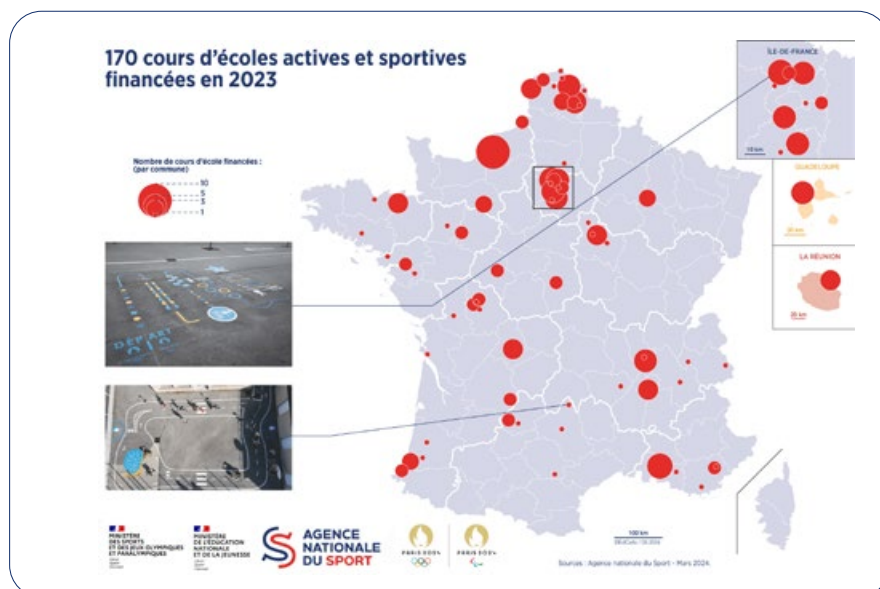 170 cours d'écoles actives et sportives
financées en 2023
Nombre de cours d'école financées :
(par commune)
10
5
3
1
ÎLE-DE-FRANCE
10 km
GUADELOUPE
LA RÉUNION
25 km
DÉPART
MINISTÈRE
DES SPORTS
ET DES JEUX OLYMPIQUES
ET PARALYMPIQUES
MINISTÈRE
DE L'ÉDUCATION
NATIONALE
ET DE LA JEUNESSE
AGENCE
NATIONALE
DU SPORT
PARIS 2024
PARIS 2024
100 km
Sources : Agence nationale du Sport - Mars 2024.